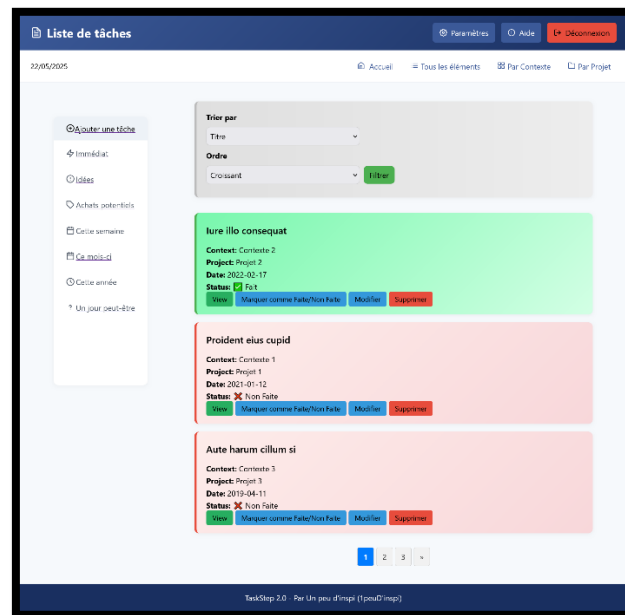 Liste de tâches
Paramètres
Aide
Déconnexion
22/05/2025
Accueil
Tous les éléments
Par Contexte
Par Projet
Ajouter une tâche
Immédiat
Idées
Achats potentiels
Cette semaine
Ce mois-ci
Cette année
Un jour peut-être
Trier par
Titre
Ordre
Croissant
Filtrer
Iure illo consequat
Context: Contexte 2
Project: Projet 2
Date: 2022-02-17
Status: ✅ Fait
View Marquer comme Faite/Non Faite Modifier Supprimer
Proident eius cupid
Context: Contexte 1
Project: Projet 1
Date: 2021-01-12
Status: ❌ Non Faite
View Marquer comme Faite/Non Faite Modifier Supprimer
Aute harum cillum si
Context: Contexte 3
Project: Projet 3
Date: 2019-04-11
Status: ❌ Non Faite
View Marquer comme Faite/Non Faite Modifier Supprimer
1 2 3 »
TaskStep 2.0 - Par Un peu d'inspi (1peuD'inspi)